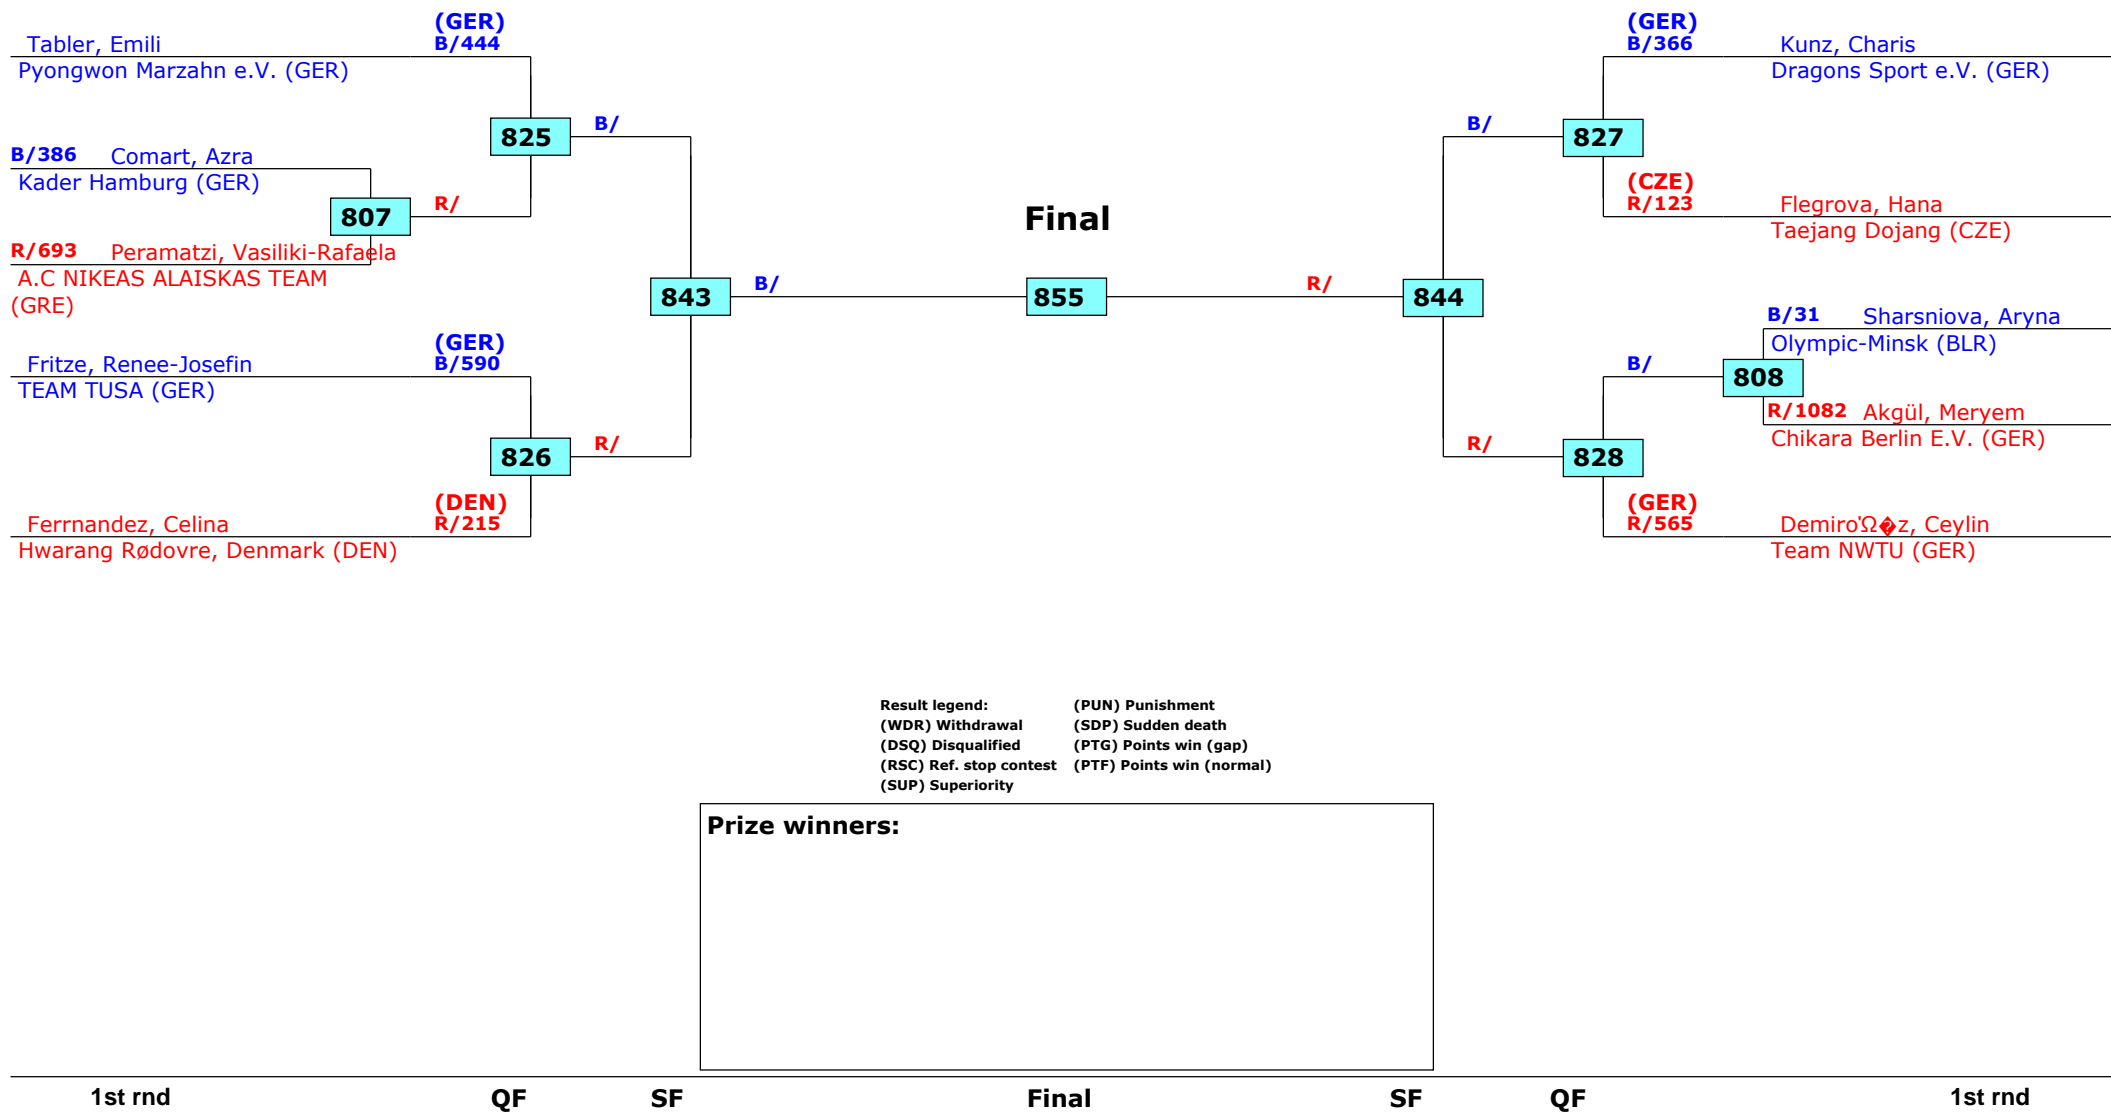 (GER)
B/444
Tabler, Emili
Pyongwon Marzahn e.V. (GER)
825
B/
B/386 Comart, Azra
Kader Hamburg (GER)
807
R/
R/693 Peramatzi, Vasiliki-Rafaela
A.C NIKEAS ALAISKAS TEAM
(GRE)
843
B/
(GER)
B/590
Fritze, Renee-Josefin
TEAM TUSA (GER)
826
R/
(DEN)
R/215
Ferrnandez, Celina
Hwarang Rødovre, Denmark (DEN)
Final
855
(GER)
B/366
Kunz, Charis
Dragons Sport e.V. (GER)
B/
827
(CZE)
R/123
Flegrova, Hana
Taejang Dojang (CZE)
R/
844
B/31 Sharsniova, Aryna
Olympic-Minsk (BLR)
B/
808
R/1082 Akgül, Meryem
Chikara Berlin E.V. (GER)
R/
828
(GER)
R/565
Demiro'Ω�z, Ceylin
Team NWTU (GER)
Result legend:
(WDR) Withdrawal
(DSQ) Disqualified
(RSC) Ref. stop contest
(SUP) Superiority
(PUN) Punishment
(SDP) Sudden death
(PTG) Points win (gap)
(PTF) Points win (normal)
Prize winners:
1st rnd QF SF Final SF QF 1st rnd